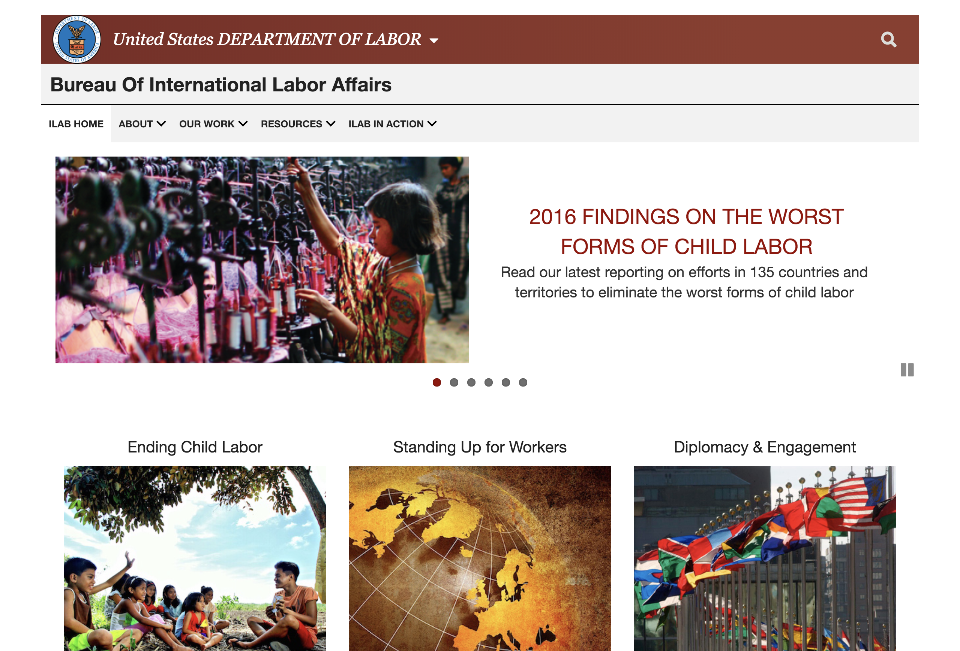 United States DEPARTMENT OF LABOR
Bureau Of International Labor Affairs
ILAB HOME ABOUT OUR WORK RESOURCES ILAB IN ACTION
2016 FINDINGS ON THE WORST
FORMS OF CHILD LABOR
Read our latest reporting on efforts in 135 countries and
territories to eliminate the worst forms of child labor
Ending Child Labor
Standing Up for Workers
Diplomacy & Engagement